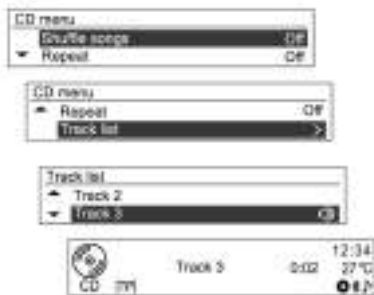 CD menu
Shuffle songs Off
Repeat Off
CD menu
Repeat Off
Track list >
Track list
Track 2
Track 3
12:34
Track 3 0:02 27°C
CD [TP]